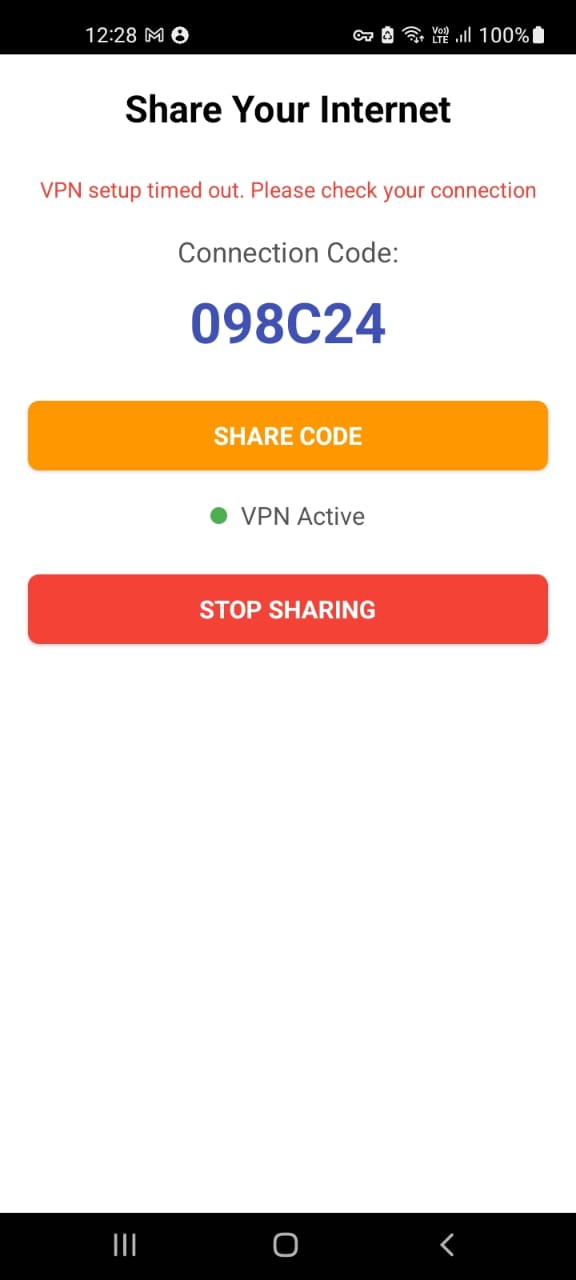 12:28
Vo)) LTE 100%
Share Your Internet
VPN setup timed out. Please check your connection
Connection Code:
098C24
SHARE CODE
VPN Active
STOP SHARING